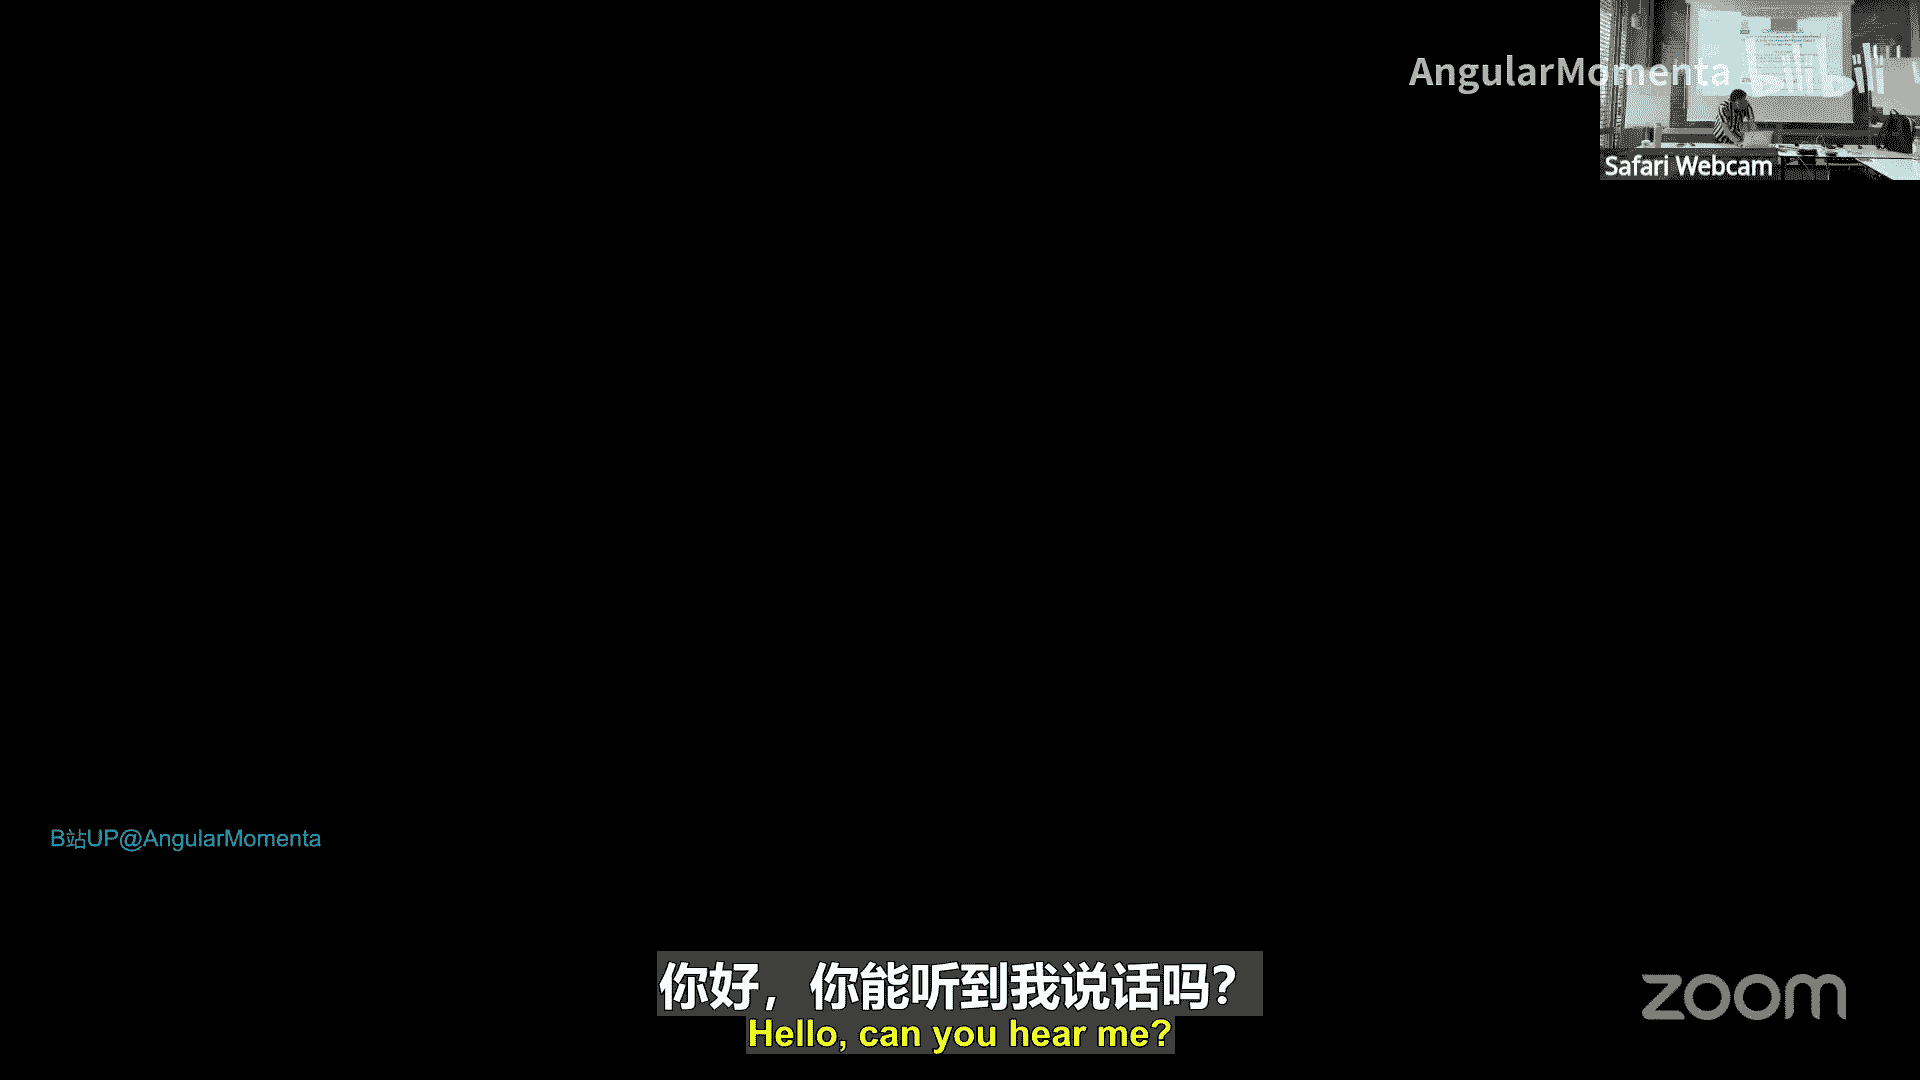 AngularMomenta
bilibili
Safari Webcam
B站UP@AngularMomenta
你好，你能听到我说话吗？
Hello, can you hear me?
zoom